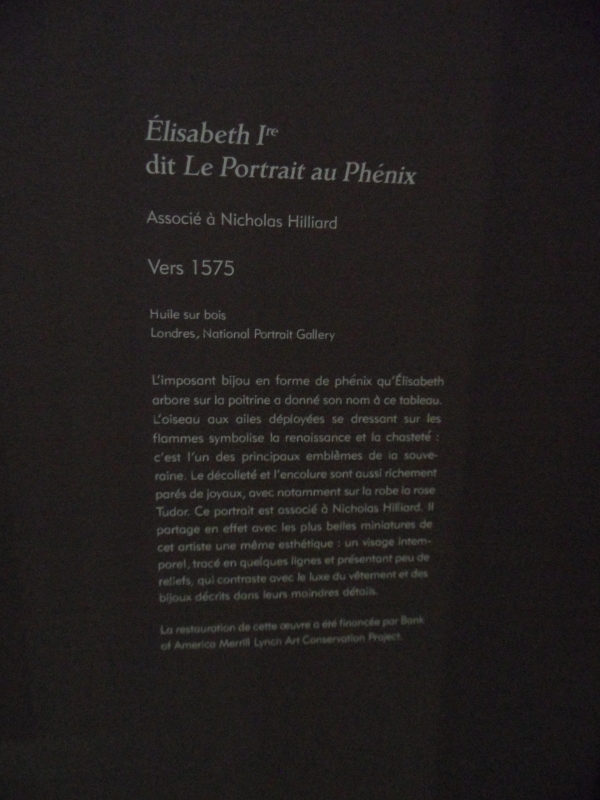 Élisabeth Iʳᵉ
dit Le Portrait au Phénix
Associé à Nicholas Hilliard
Vers 1575
Huile sur bois
Londres, National Portrait Gallery
L'imposant bijou en forme de phénix qu'Élisabeth
arbore sur la poitrine a donné son nom à ce tableau.
L'oiseau aux ailes déployées se dressant sur les
flammes symbolise la renaissance et la chasteté :
c'est l'un des principaux emblèmes de la souve-
raine. Le décolleté et l'encolure sont aussi richement
parés de joyaux, avec notamment sur la robe la rose
Tudor. Ce portrait est associé à Nicholas Hilliard. Il
partage en effet avec les plus belles miniatures de
cet artiste une même esthétique : un visage intem-
porel, tracé en quelques lignes et présentant peu de
reliefs, qui contraste avec le luxe du vêtement et des
bijoux décrits dans leurs moindres détails.
La restauration de cette œuvre a été financée par Bank
of America Merrill Lynch Art Conservation Project.